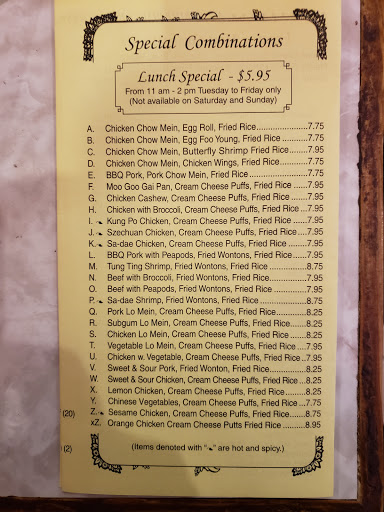 Special Combinations
Lunch Special - $5.95
From 11 am - 2 pm Tuesday to Friday only
(Not available on Saturday and Sunday)
A. Chicken Chow Mein, Egg Roll, Fried Rice.......................7.75
B. Chicken Chow Mein, Egg Foo Young, Fried Rice ...........7.75
C. Chicken Chow Mein, Butterfly Shrimp Fried Rice..........7.95
D. Chicken Chow Mein, Chicken Wings, Fried Rice............7.95
E. BBQ Pork, Pork Chow Mein, Fried Rice ..........................7.75
F. Moo Goo Gai Pan, Cream Cheese Puffs, Fried Rice ......7.95
G. Chicken Cashew, Cream Cheese Puffs, Fried Rice .......7.95
H. Chicken with Broccoli, Cream Cheese Puffs, Fried Rice ...7.95
I. Kung Po Chicken, Cream Cheese Puffs, Fried Rice .......7.95
J. Szechuan Chicken, Cream Cheese Puffs, Fried Rice ....7.95
K. Sa-dae Chicken, Cream Cheese Puffs, Fried Rice ........7.95
L. BBQ Pork with Peapods, Fried Wontons, Fried Rice......7.95
M. Tung Ting Shrimp, Fried Wontons, Fried Rice ................8.75
N. Beef with Broccoli, Fried Wontons, Fried Rice................7.95
O. Beef with Peapods, Fried Wontons, Fried Rice ..............7.95
P. Sa-dae Shrimp, Fried Wontons, Fried Rice.....................8.75
Q. Pork Lo Mein, Cream Cheese Puffs, Fried Rice.............8.25
R. Subgum Lo Mein, Cream Cheese Puffs, Fried Rice.......8.25
S. Chicken Lo Mein, Cream Cheese Puffs, Fried Rice ........8.25
T. Vegetable Lo Mein, Cream Cheese Puffs, Fried Rice ....7.95
U. Chicken w. Vegetable, Cream Cheese Puffs, Fried Rice ..7.95
V. Sweet & Sour Pork, Fried Wonton, Fried Rice................8.25
W. Sweet & Sour Chicken, Cream Cheese Puffs, Fried Rice ...8.25
X. Lemon Chicken, Cream Cheese Puffs, Fried Rice..........8.25
Y. Chinese Vegetables, Cream Cheese Puffs, Fried Rice ...7.75
(20) Z. Sesame Chicken, Cream Cheese Puffs, Fried Rice.......8.75
xZ. Orange Chicken Cream Cheese Putts Fried Rice .........8.95
(2) (Items denoted with " " are hot and spicy.)